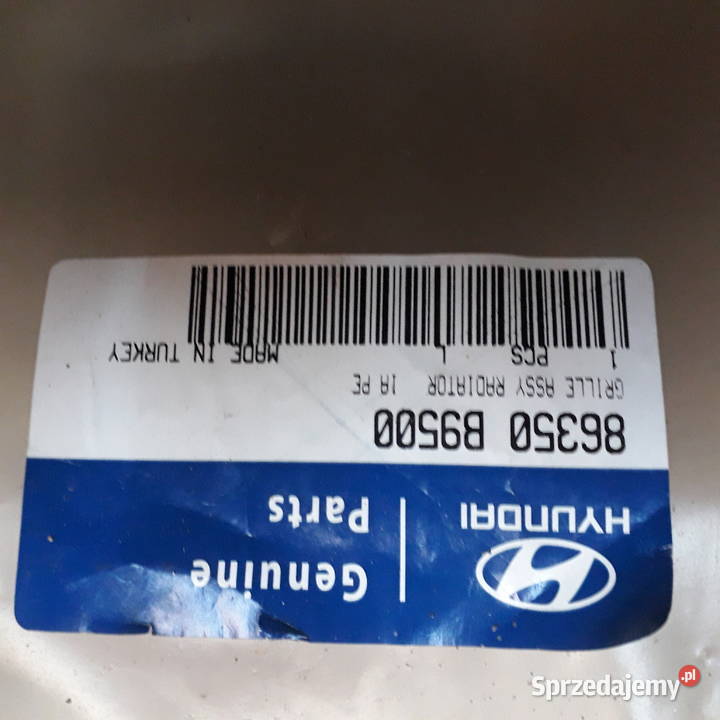 HYUNDAI | Genuine
Parts
86350 B9500
GRILLE ASSY RADIATOR IA PE
1 PCS L MADE IN TURKEY
Sprzedajemy.pl